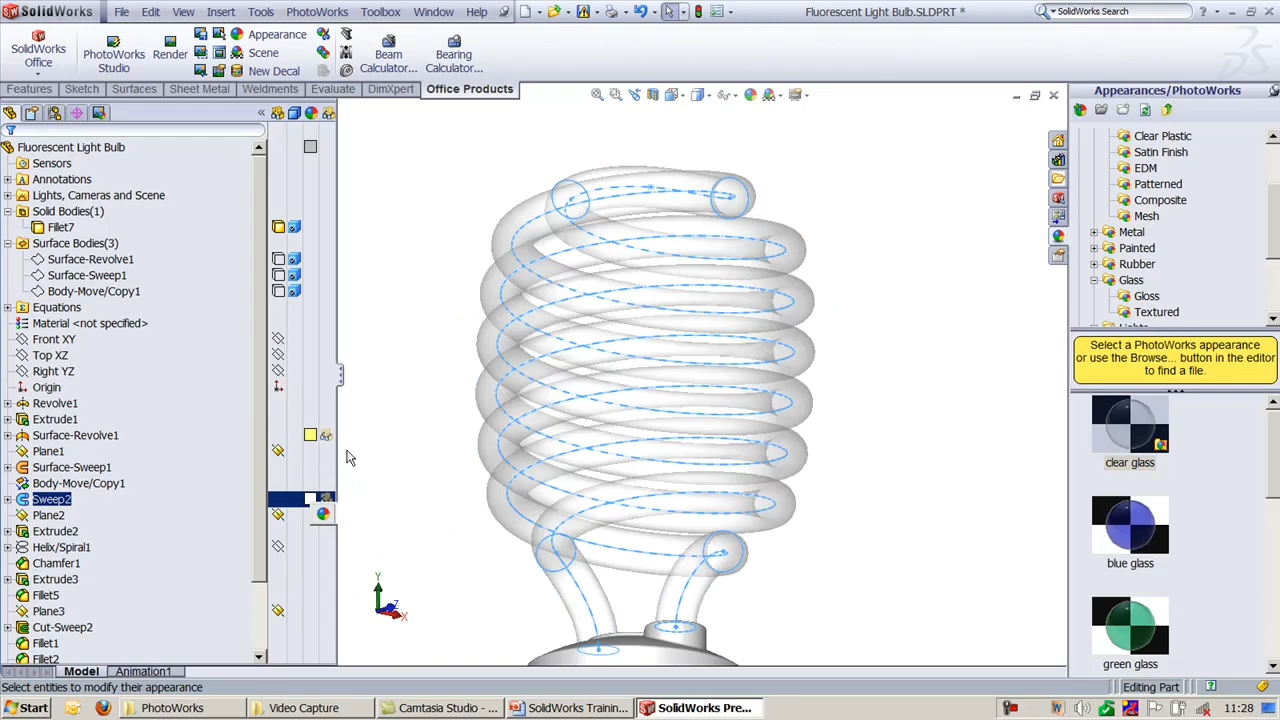 SolidWorks File Edit View Insert Tools PhotoWorks Toolbox Window Help Fluorescent Light Bulb.SLDPRT * SolidWorks Search
SolidWorks Office
PhotoWorks Studio
Render
Appearance
Scene
New Decal
Beam Calculator...
Bearing Calculator...
Features Sketch Surfaces Sheet Metal Weldments Evaluate DimXpert Office Products
Fluorescent Light Bulb
Sensors
Annotations
Lights, Cameras and Scene
Solid Bodies(1)
Fillet7
Surface Bodies(3)
Surface-Revolve1
Surface-Sweep1
Body-Move/Copy1
Equations
Material <not specified>
Front XY
Top XZ
Right YZ
Origin
Revolve1
Extrude1
Surface-Revolve1
Plane1
Surface-Sweep1
Body-Move/Copy1
Sweep2
Plane2
Extrude2
Helix/Spiral1
Chamfer1
Extrude3
Fillet5
Plane3
Cut-Sweep2
Fillet1
Fillet2
Y
Z
X
Appearances/PhotoWorks
Clear Plastic
Satin Finish
EDM
Patterned
Composite
Mesh
Metal
Painted
Rubber
Glass
Gloss
Textured
Lights
Select a PhotoWorks appearance
or use the Browse... button in the editor
to find a file.
clear glass
blue glass
green glass
Model Animation1
Select entities to modify their appearance Editing Part
Start PhotoWorks Video Capture Camtasia Studio - ... SolidWorks Trainin... SolidWorks Pre... 11:28